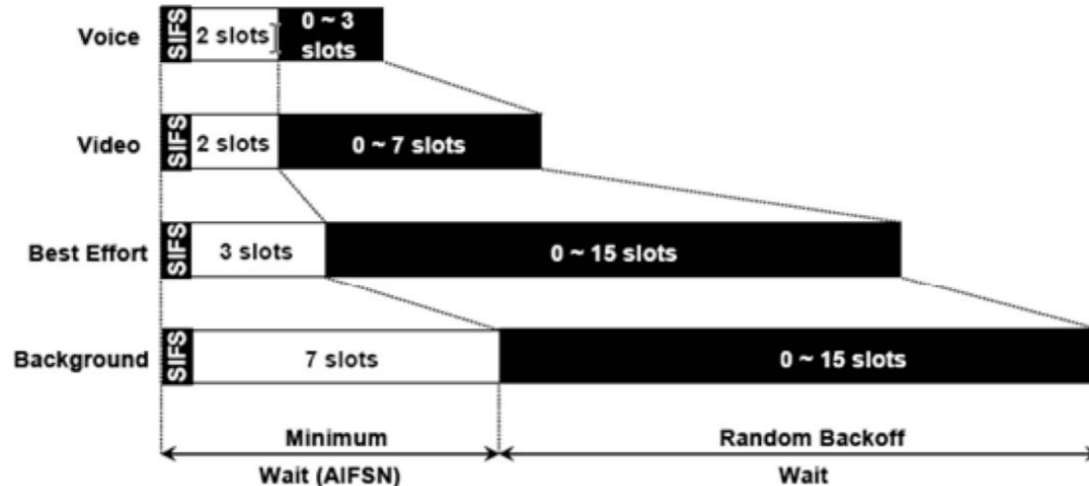 Voice SIFS 2 slots 0 ~ 3
slots
Video SIFS 2 slots 0 ~ 7 slots
Best Effort SIFS 3 slots 0 ~ 15 slots
Background SIFS 7 slots 0 ~ 15 slots
Minimum Random Backoff
Wait (AIFSN) Wait